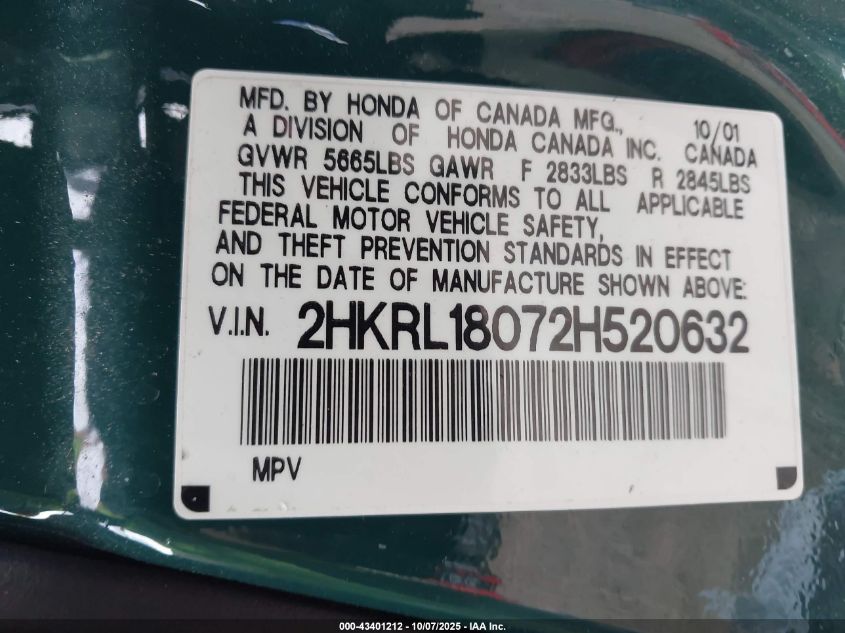 MFD. BY HONDA OF CANADA MFG., 10/01
A DIVISION OF HONDA CANADA INC. CANADA
GVWR 5665LBS GAWR F 2833LBS R 2845LBS
THIS VEHICLE CONFORMS TO ALL APPLICABLE
FEDERAL MOTOR VEHICLE SAFETY,
AND THEFT PREVENTION STANDARDS IN EFFECT
ON THE DATE OF MANUFACTURE SHOWN ABOVE:
V.I.N. 2HKRL18072H520632
MPV
000-43401212 - 10/07/2025 - IAA Inc.